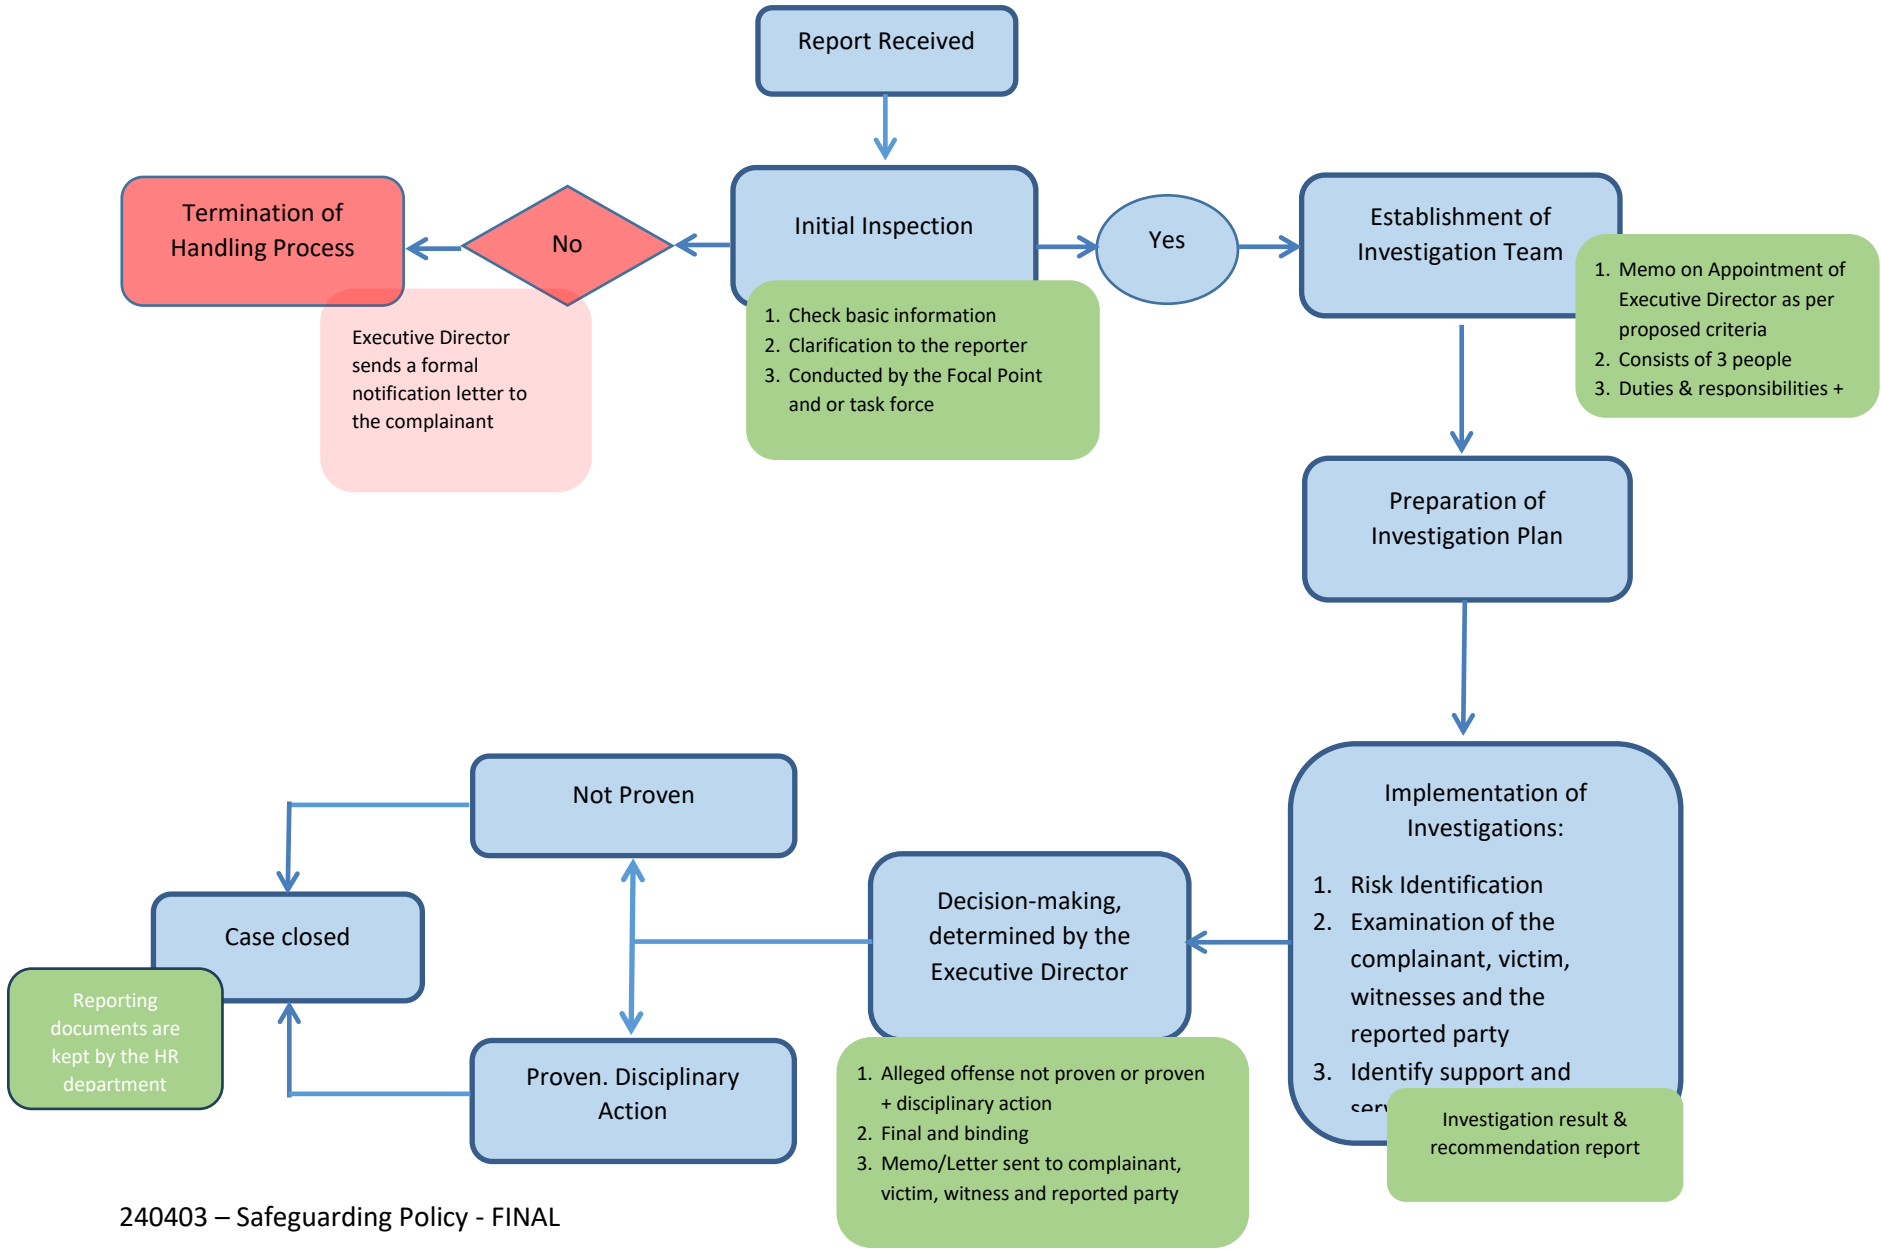 Report Received
Termination of
Handling Process
No
Initial Inspection
Yes
Establishment of
Investigation Team
Executive Director
sends a formal
notification letter to
the complainant
1. Check basic information
2. Clarification to the reporter
3. Conducted by the Focal Point
and or task force
1. Memo on Appointment of
Executive Director as per
proposed criteria
2. Consists of 3 people
3. Duties & responsibilities +
Preparation of
Investigation Plan
Implementation of
Investigations:
1. Risk Identification
2. Examination of the
complainant, victim,
witnesses and the
reported party
3. Identify support and
Investigation result &
recommendation report
Decision-making,
determined by the
Executive Director
1. Alleged offense not proven or proven
+ disciplinary action
2. Final and binding
3. Memo/Letter sent to complainant,
victim, witness and reported party
Not Proven
Proven. Disciplinary
Action
Case closed
Reporting
documents are
kept by the HR
department
240403 – Safeguarding Policy - FINAL